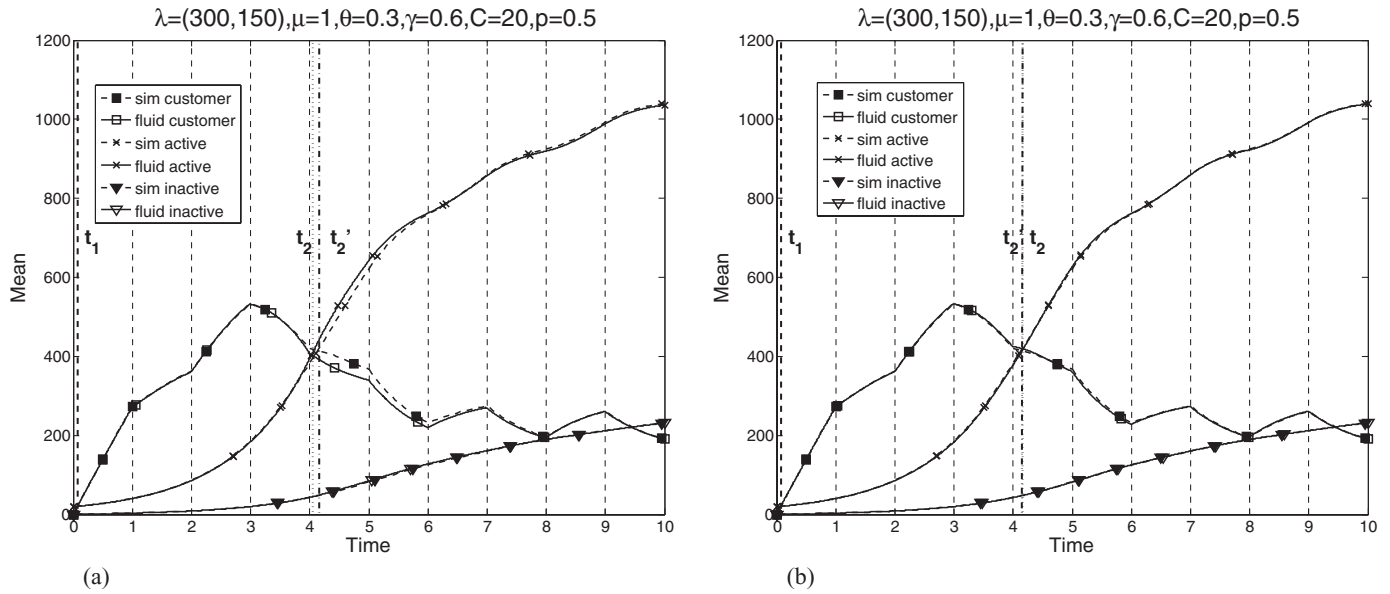 λ=(300,150),μ=1,θ=0.3,γ=0.6,C=20,p=0.5
1200
1000
800
600
400
200
0
Mean
sim customer
fluid customer
sim active
fluid active
sim inactive
fluid inactive
t1
t2
t2'
0 1 2 3 4 5 6 7 8 9 10
Time
(a)
λ=(300,150),μ=1,θ=0.3,γ=0.6,C=20,p=0.5
1200
1000
800
600
400
200
0
Mean
sim customer
fluid customer
sim active
fluid active
sim inactive
fluid inactive
t1
t2'
t2
0 1 2 3 4 5 6 7 8 9 10
Time
(b)